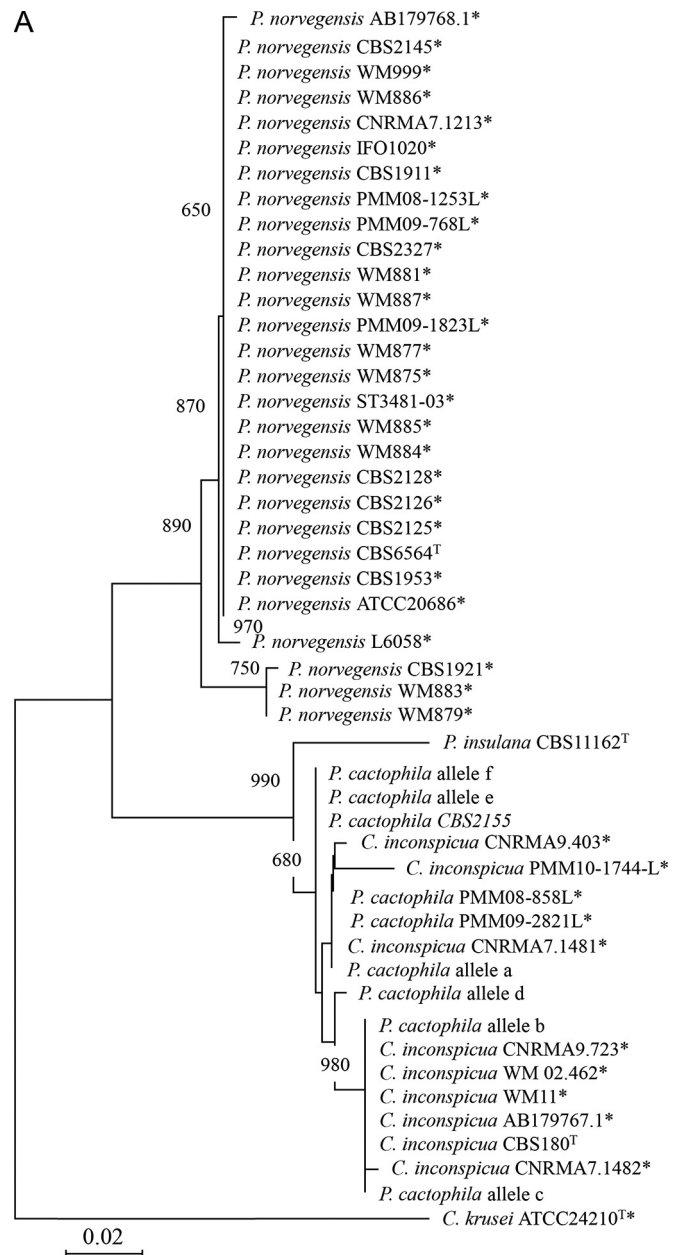 A
P. norvegensis AB179768.1*
P. norvegensis CBS2145*
P. norvegensis WM999*
P. norvegensis WM886*
P. norvegensis CNRMA7.1213*
P. norvegensis IFO1020*
P. norvegensis CBS1911*
P. norvegensis PMM08-1253L*
650
P. norvegensis PMM09-768L*
P. norvegensis CBS2327*
P. norvegensis WM881*
P. norvegensis WM887*
P. norvegensis PMM09-1823L*
P. norvegensis WM877*
P. norvegensis WM875*
870
P. norvegensis ST3481-03*
P. norvegensis WM885*
P. norvegensis WM884*
P. norvegensis CBS2128*
P. norvegensis CBS2126*
890
P. norvegensis CBS2125*
P. norvegensis CBS6564T
P. norvegensis CBS1953*
P. norvegensis ATCC20686*
970
P. norvegensis L6058*
750
P. norvegensis CBS1921*
P. norvegensis WM883*
P. norvegensis WM879*
P. insulana CBS11162T
990
P. cactophila allele f
P. cactophila allele e
P. cactophila CBS2155
C. inconspicua CNRMA9.403*
680
C. inconspicua PMM10-1744-L*
P. cactophila PMM08-858L*
P. cactophila PMM09-2821L*
C. inconspicua CNRMA7.1481*
P. cactophila allele a
P. cactophila allele d
P. cactophila allele b
C. inconspicua CNRMA9.723*
980
C. inconspicua WM 02.462*
C. inconspicua WM11*
C. inconspicua AB179767.1*
C. inconspicua CBS180T
C. inconspicua CNRMA7.1482*
P. cactophila allele c
C. krusei ATCC24210T*
0.02